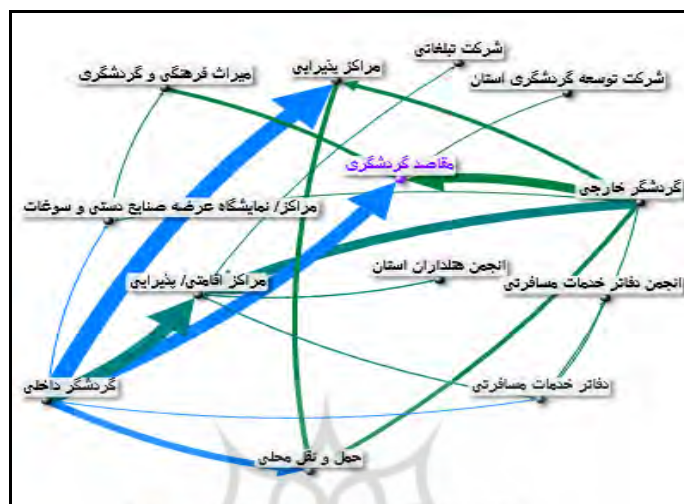 شرکت تبلغاتی
مراکز پذیرایی
میراث فرهنگی و گردشگری
شرکت توسعه گردشگری استان
مقاصد گردشگری
گردشگر خارجی
مراکز/ نمایشگاه عرضه صنایع دستی و سوغات
انجمن هتلداران استان
مراکز اقامتی/ پذیرایی
انجمن دفاتر خدمات مسافرتی
گردشگر داخلی
دفاتر خدمات مسافرتی
حمل و نقل محلی